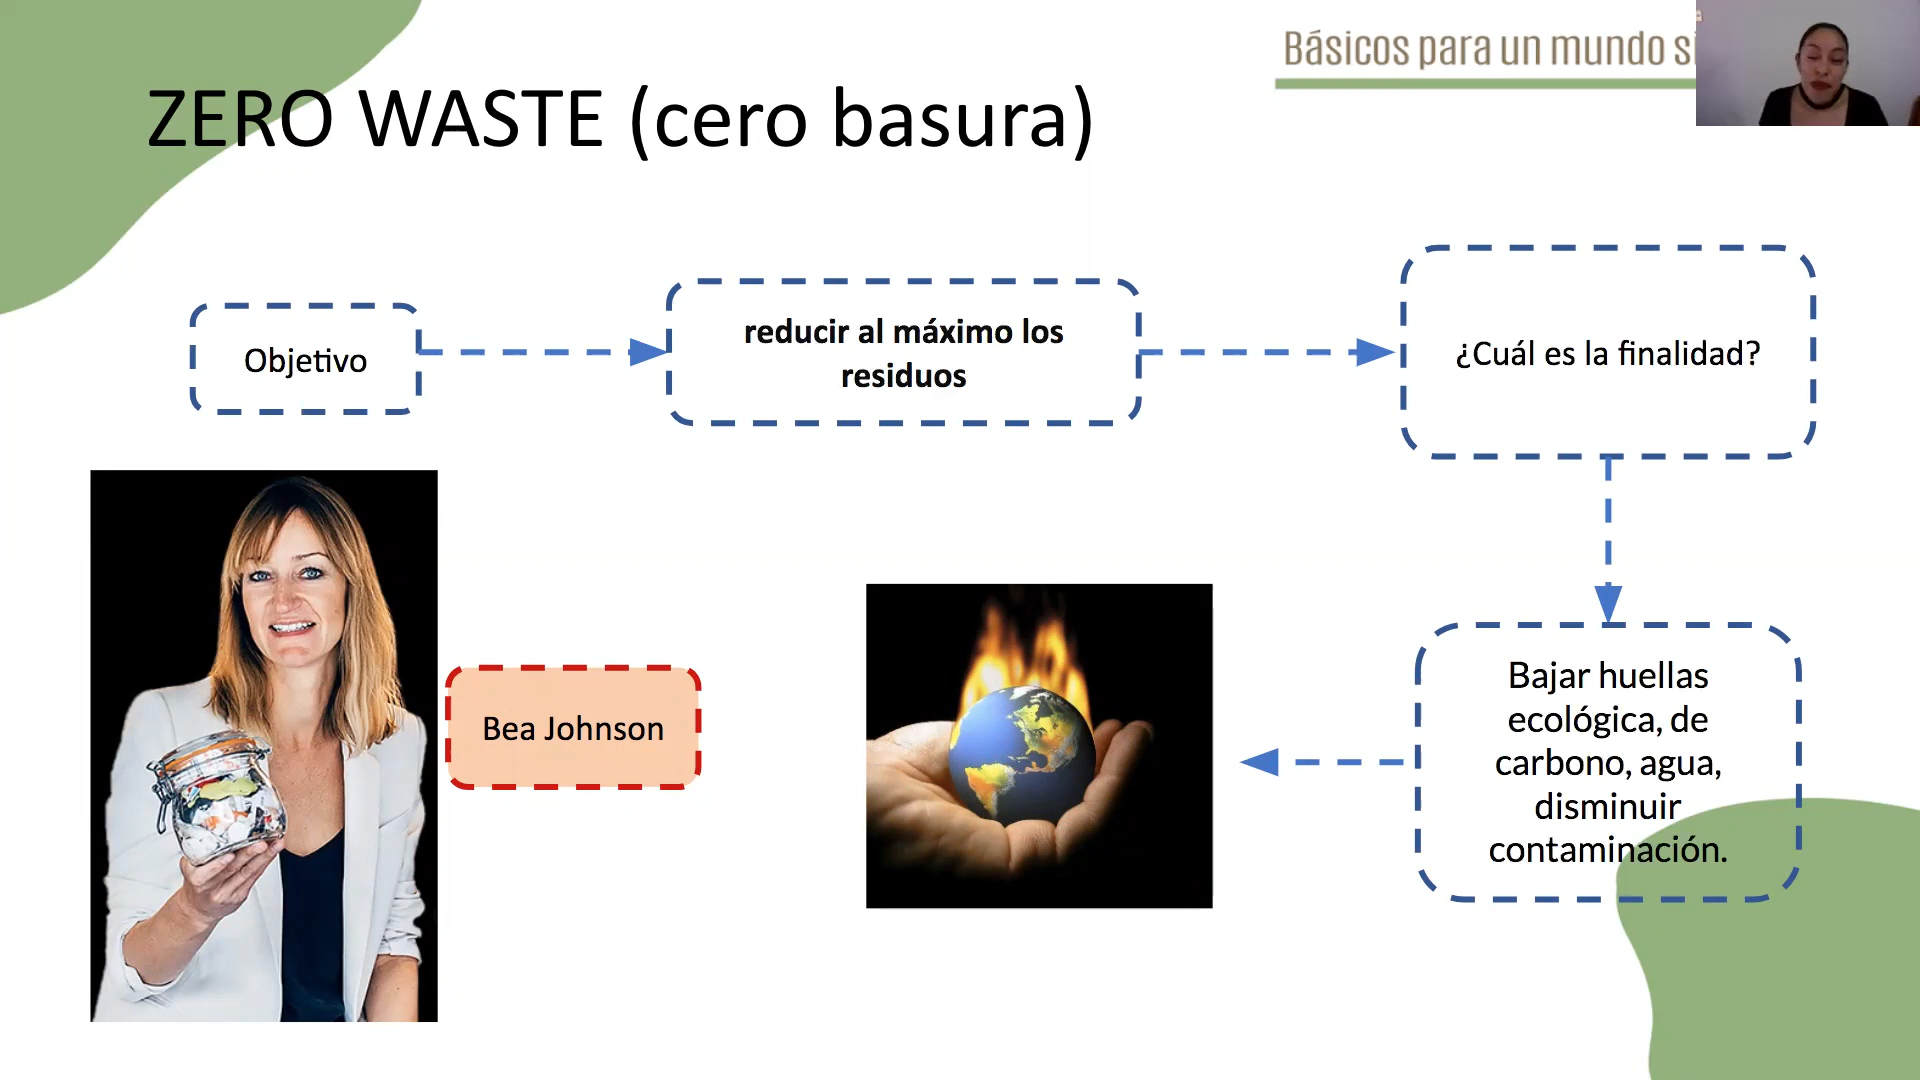 Básicos para un mundo
ZERO WASTE (cero basura)
Objetivo
reducir al máximo los
residuos
¿Cuál es la finalidad?
Bea Johnson
Bajar huellas
ecológica, de
carbono, agua,
disminuir
contaminación.